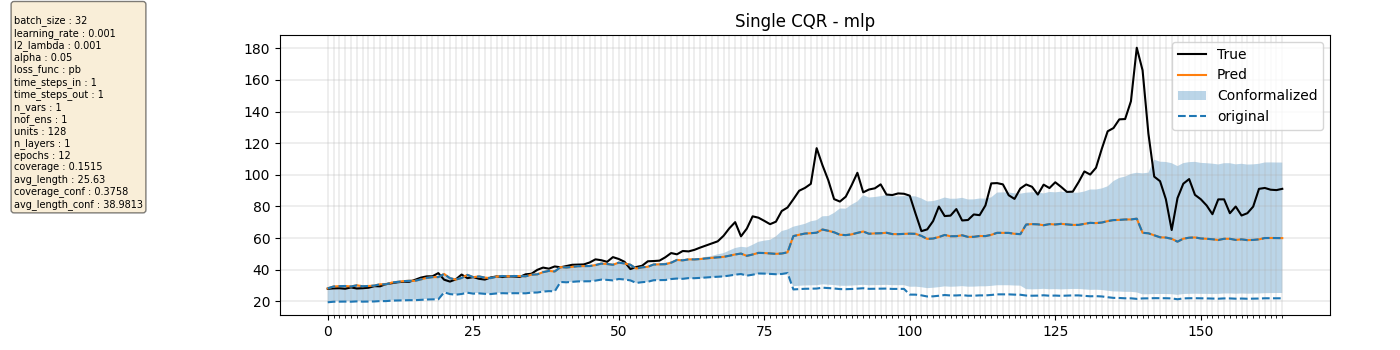 batch_size : 32
learning_rate : 0.001
l2_lambda : 0.001
alpha : 0.05
loss_func : pb
time_steps_in : 1
time_steps_out : 1
n_vars : 1
nof_ens : 1
units : 128
n_layers : 1
epochs : 12
coverage : 0.1515
avg_length : 25.63
coverage_conf : 0.3758
avg_length_conf : 38.9813
Single CQR - mlp
180
160
140
120
100
80
60
40
20
True
Pred
Conformalized
original
0 25 50 75 100 125 150